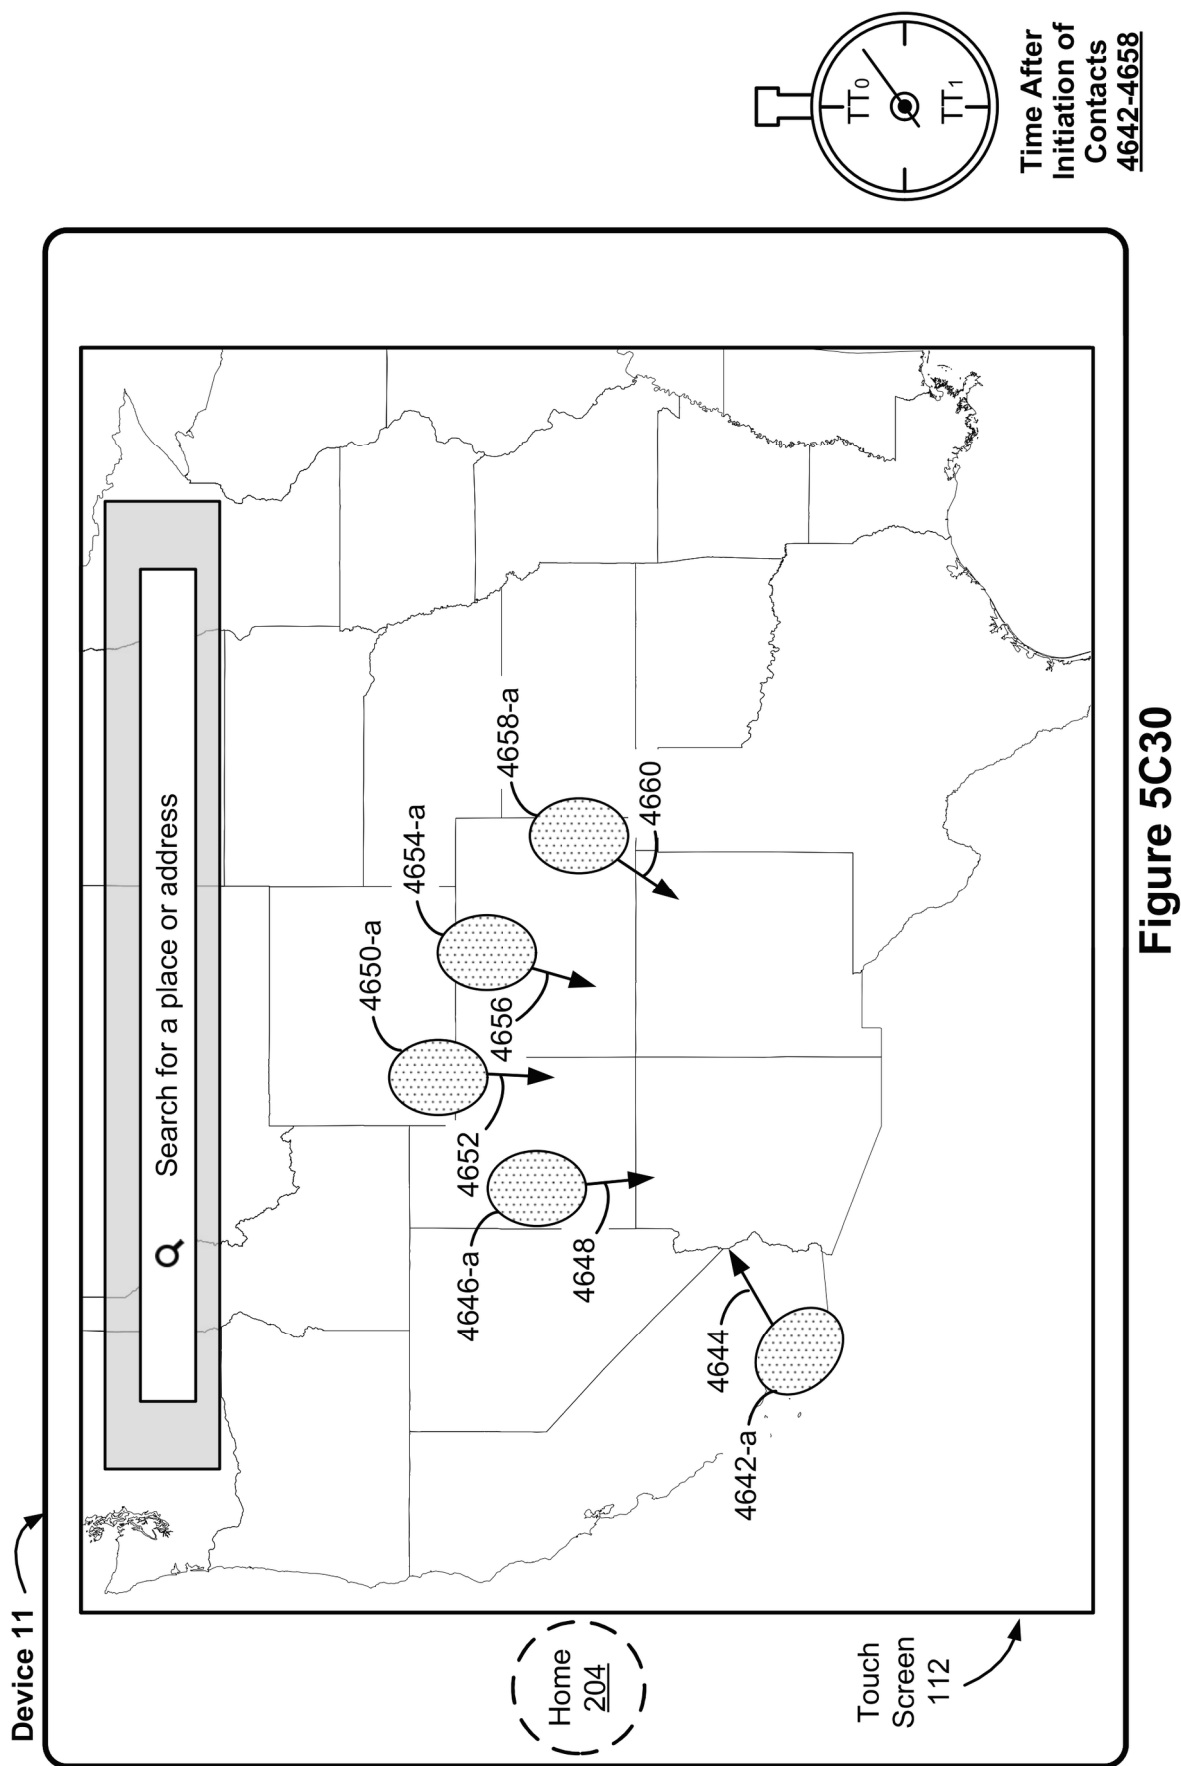 Device 11
Search for a place or address
4650-a
4654-a
4658-a
4646-a
4652
4656
4660
4648
4644
4642-a
Home
204
Touch
Screen
112
TT0
TT1
Time After
Initiation of
Contacts
4642-4658
Figure 5C30